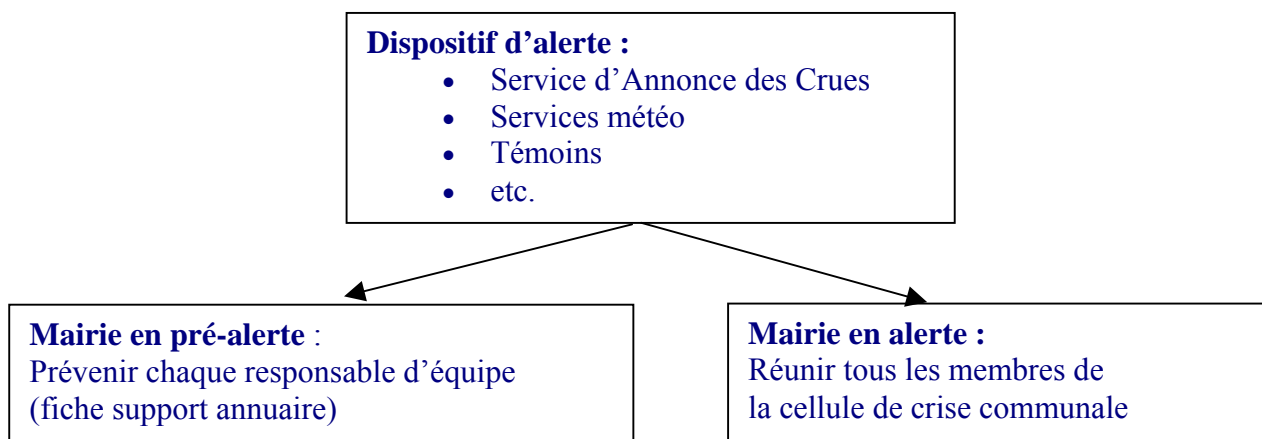 Dispositif d’alerte :
• Service d’Annonce des Crues
• Services météo
• Témoins
• etc.
Mairie en pré-alerte :
Prévenir chaque responsable d’équipe
(fiche support annuaire)
Mairie en alerte :
Réunir tous les membres de
la cellule de crise communale